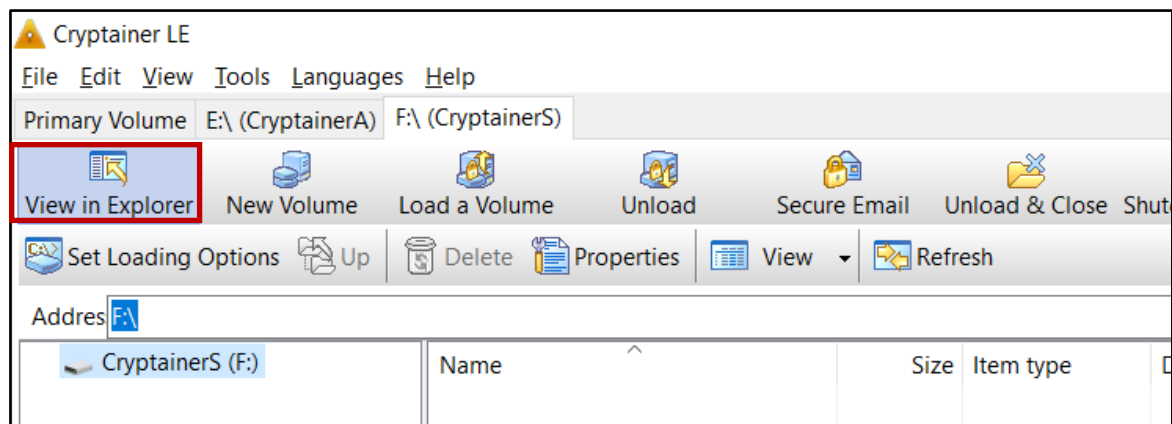 Cryptainer LE
File Edit View Tools Languages Help
Primary Volume E:\ (CryptainerA) F:\ (CryptainerS)
View in Explorer New Volume Load a Volume Unload Secure Email Unload & Close Shut
Set Loading Options Up Delete Properties View Refresh
Addres F:\
CryptainerS (F:) Name Size Item type